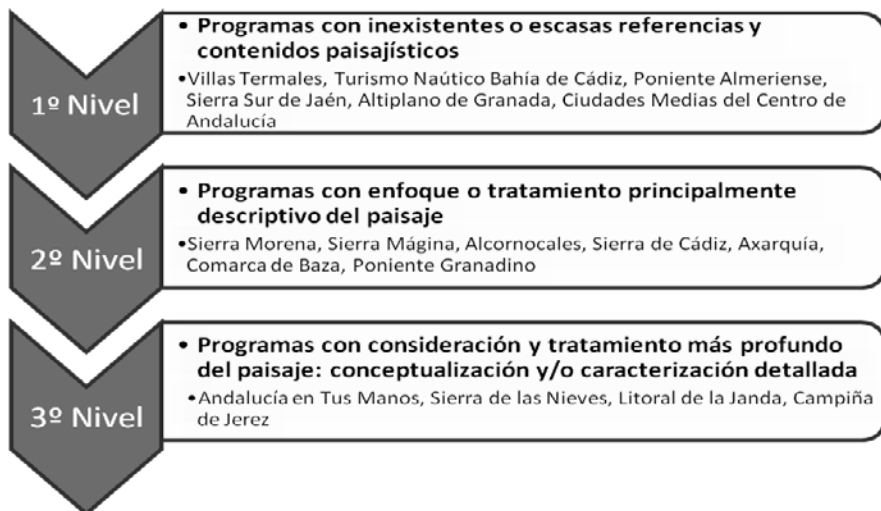 1º Nivel
• Programas con inexistentes o escasas referencias y
contenidos paisajísticos
•Villas Termales, Turismo Naútico Bahía de Cádiz, Poniente Almeriense,
Sierra Sur de Jaén, Altiplano de Granada, Ciudades Medias del Centro de
Andalucía
2º Nivel
• Programas con enfoque o tratamiento principalmente
descriptivo del paisaje
•Sierra Morena, Sierra Mágina, Alcornocales, Sierra de Cádiz, Axarquía,
Comarca de Baza, Poniente Granadino
3º Nivel
• Programas con consideración y tratamiento más profundo
del paisaje: conceptualización y/o caracterización detallada
•Andalucía en Tus Manos, Sierra de las Nieves, Litoral de la Janda, Campiña
de Jerez